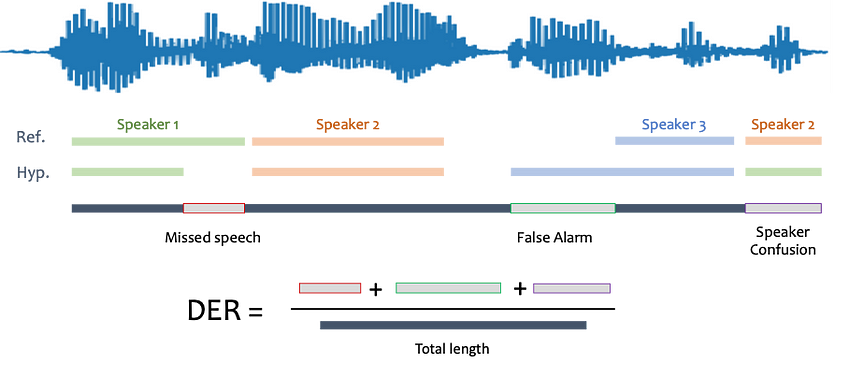 Speaker 1 Speaker 2 Speaker 3 Speaker 2
Ref.
Hyp.
Missed speech False Alarm Speaker
Confusion
+ +
DER =
Total length